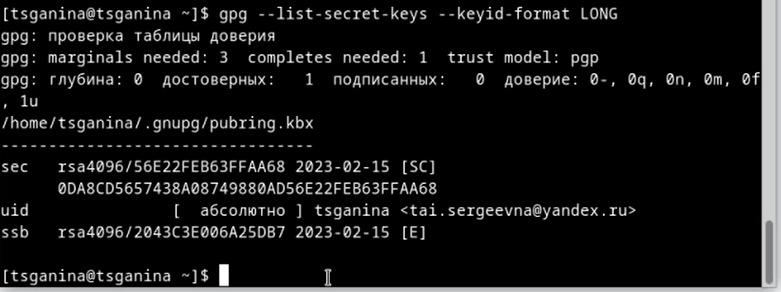 [tsganina@tsganina ~]$ gpg --list-secret-keys --keyid-format LONG
gpg: проверка таблицы доверия
gpg: marginals needed: 3  completes needed: 1  trust model: pgp
gpg: глубина: 0  достоверных:   1  подписанных:   0  доверие: 0-, 0q, 0n, 0m, 0f
, 1u
/home/tsganina/.gnupg/pubring.kbx
---------------------------------
sec   rsa4096/56E22FEB63FFAA68 2023-02-15 [SC]
      0DA8CD5657438A08749880AD56E22FEB63FFAA68
uid              [  абсолютно ] tsganina <tai.sergeevna@yandex.ru>
ssb   rsa4096/2043C3E006A25DB7 2023-02-15 [E]
[tsganina@tsganina ~]$